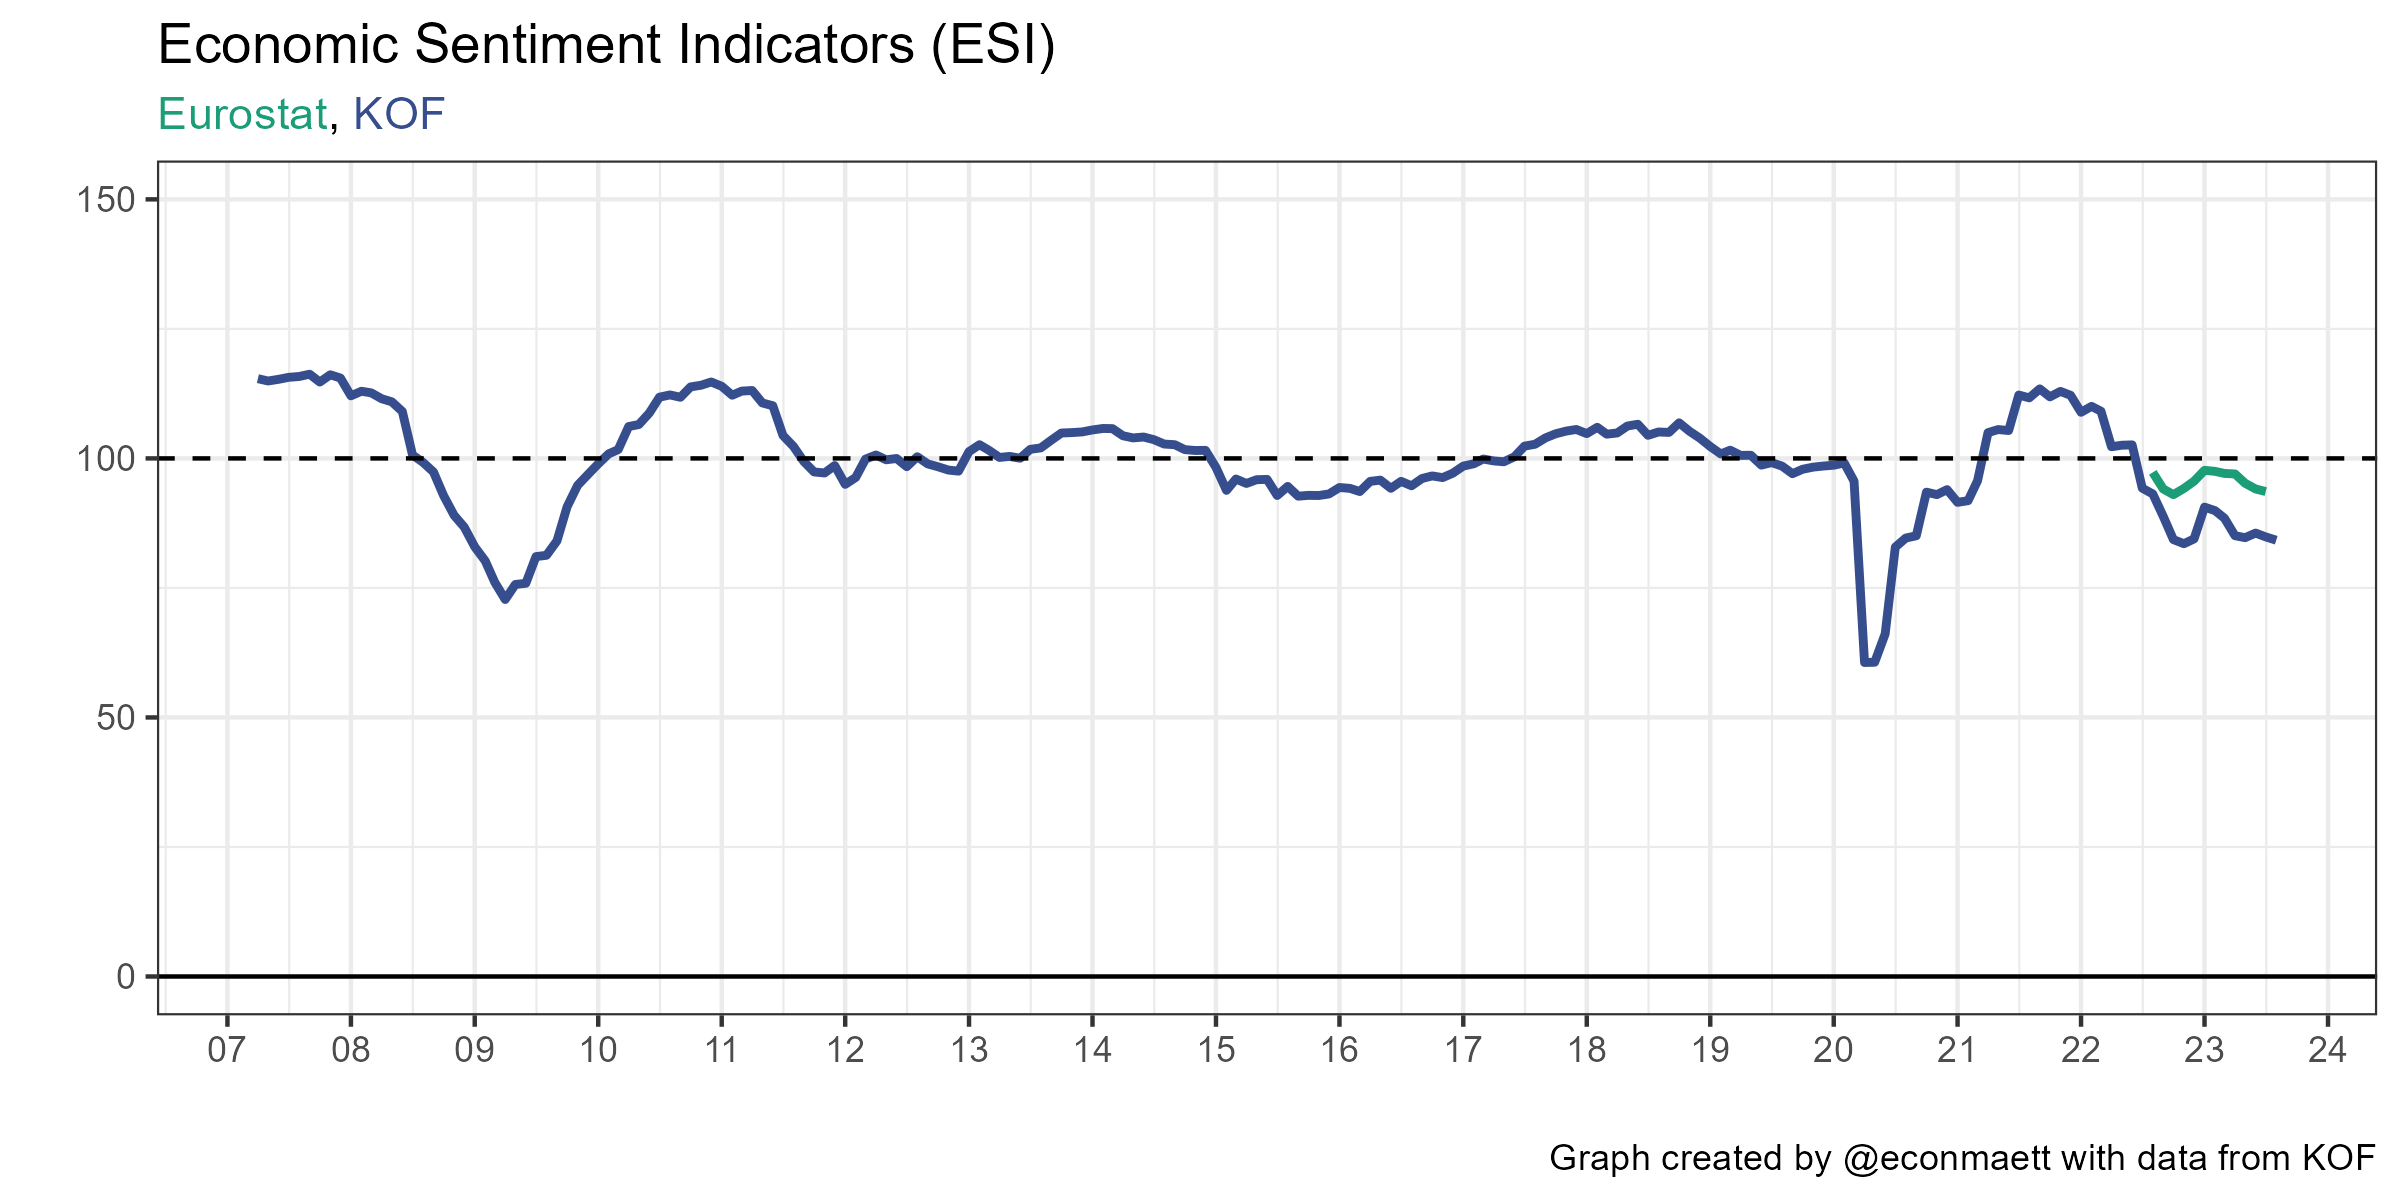 Economic Sentiment Indicators (ESI)
Eurostat, KOF
150
100
50
0
07 08 09 10 11 12 13 14 15 16 17 18 19 20 21 22 23 24
Graph created by @econmaett with data from KOF